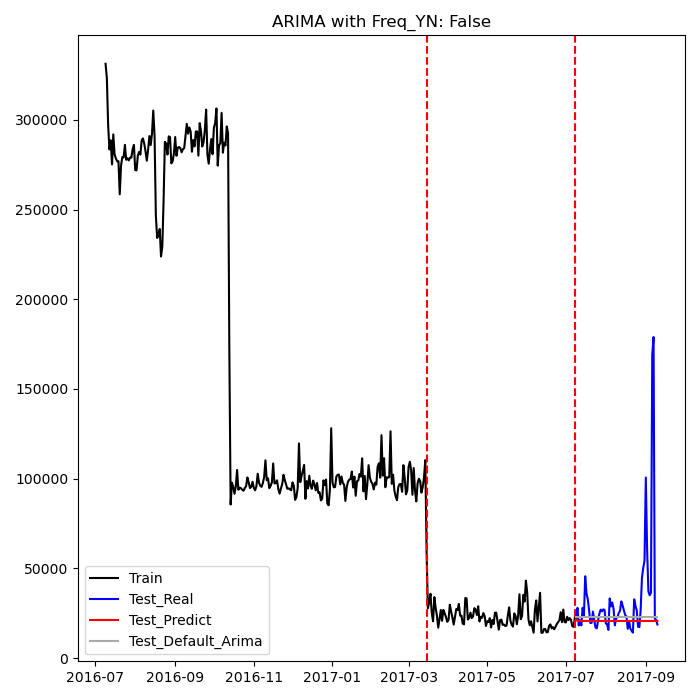 ARIMA with Freq_YN: False
300000
250000
200000
150000
100000
50000
0
Train
Test_Real
Test_Predict
Test_Default_Arima
2016-07 2016-09 2016-11 2017-01 2017-03 2017-05 2017-07 2017-09